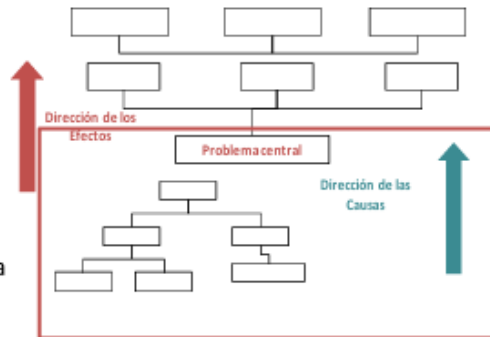 Dirección de los
Efectos
Problema central
Dirección de las
Causas
a